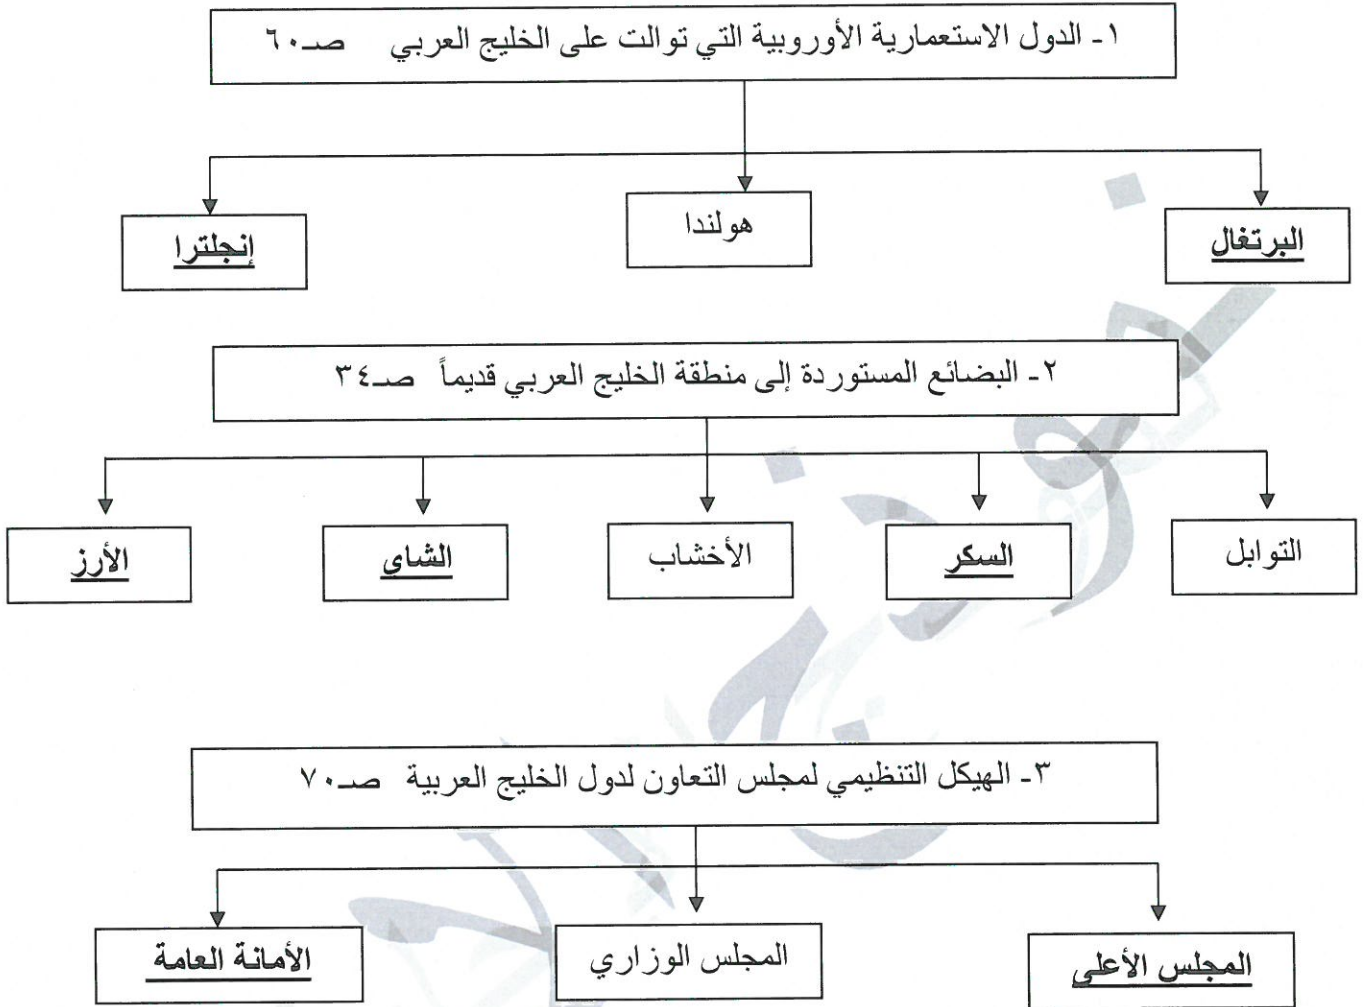 ١- الدول الاستعمارية الأوروبية التي توالت على الخليج العربي صـ٦٠
البرتغال
هولندا
إنجلترا
٢- البضائع المستوردة إلى منطقة الخليج العربي قديماً صـ٣٤
التوابل
السكر
الأخشاب
الشاي
الأرز
٣- الهيكل التنظيمي لمجلس التعاون لدول الخليج العربية صـ٧٠
المجلس الأعلى
المجلس الوزاري
الأمانة العامة